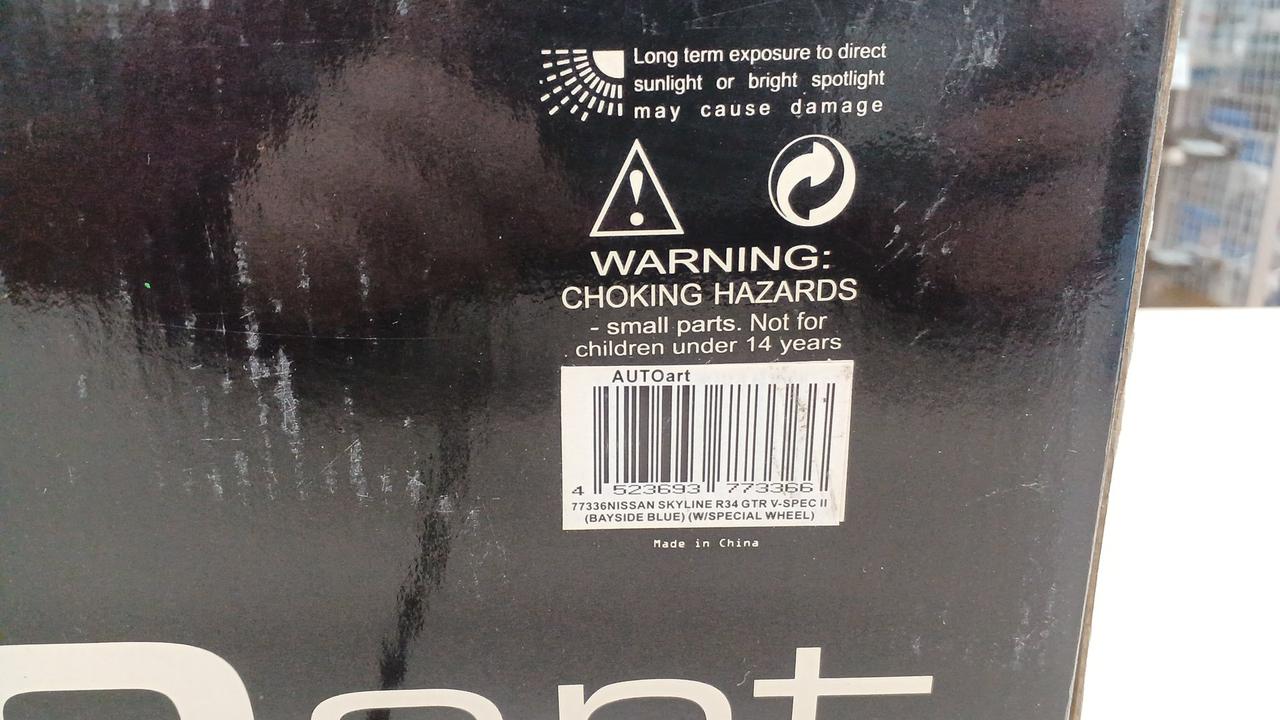 Long term exposure to direct
sunlight or bright spotlight
may cause damage
WARNING:
CHOKING HAZARDS
- small parts. Not for
children under 14 years
AUTOart
4 523693 773366
77336NISSAN SKYLINE R34 GTR V-SPEC II
(BAYSIDE BLUE) (W/SPECIAL WHEEL)
Made in China